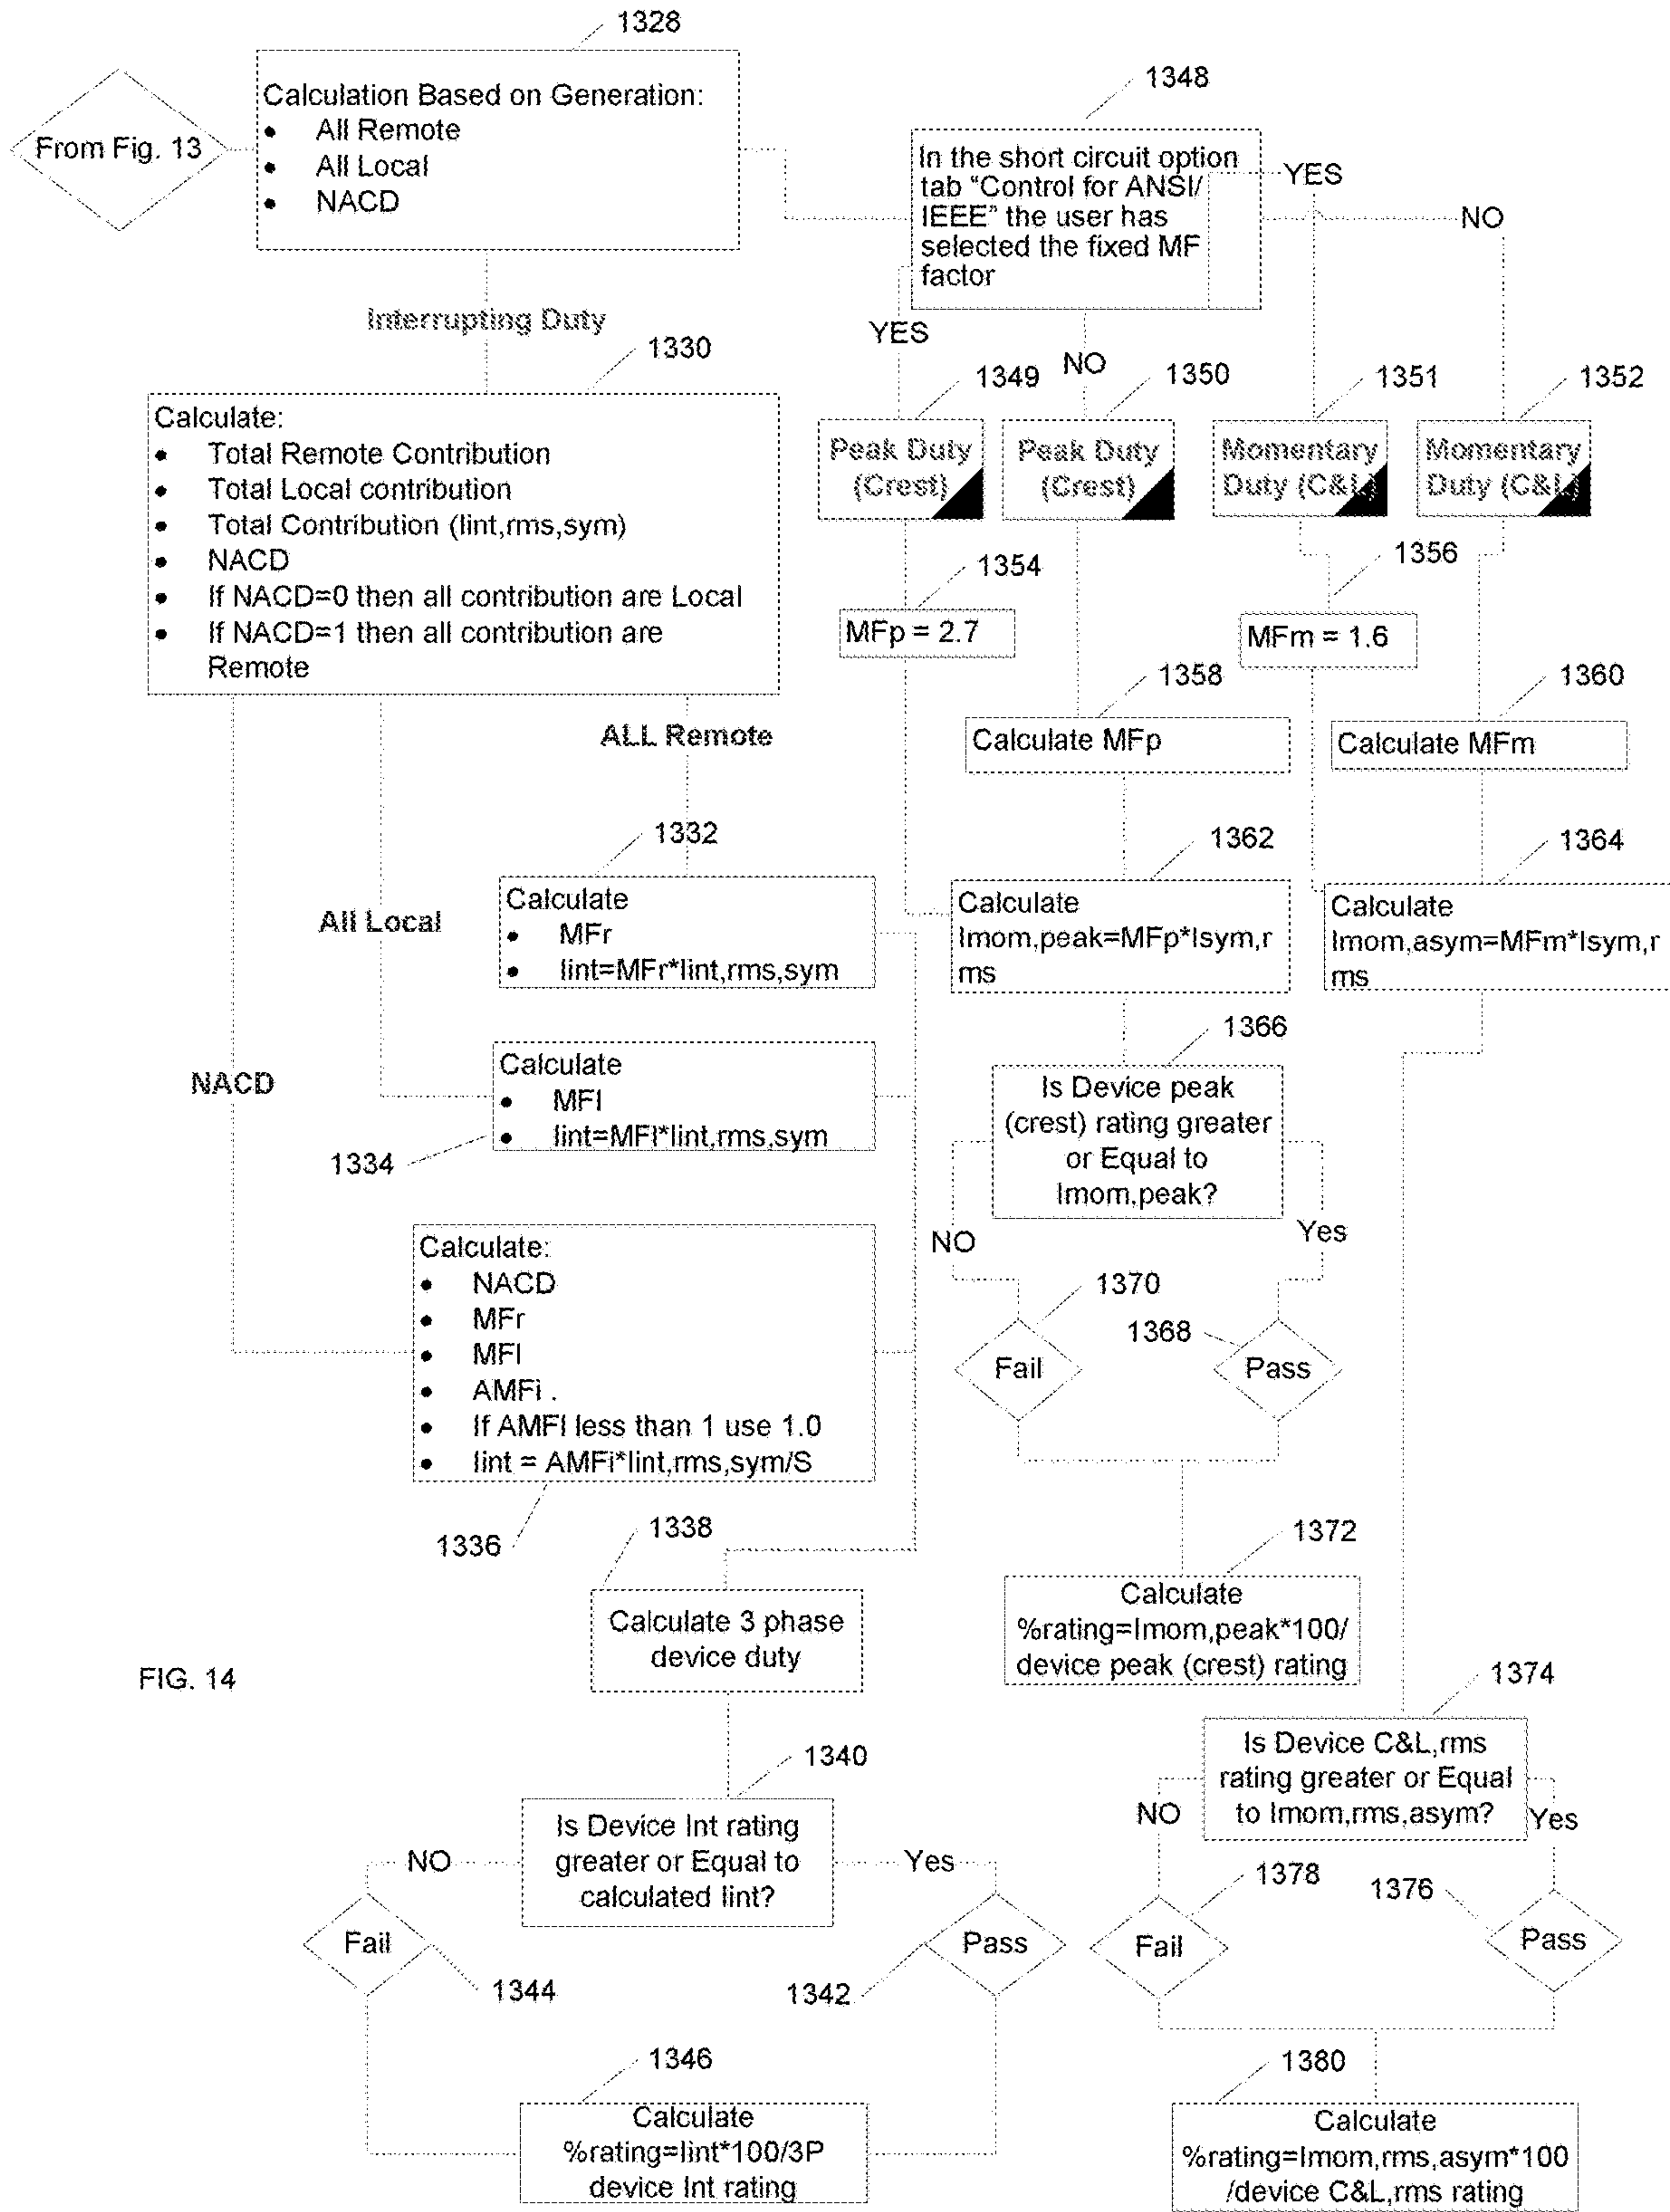 1328
Calculation Based on Generation:
• All Remote
• All Local
• NACD
From Fig. 13
1348
In the short circuit option
tab “Control for ANSI/
IEEE” the user has
selected the fixed MF
factor
YES
NO
Interrupting Duty
YES
NO
1330
1349
1350
1351
1352
Calculate:
• Total Remote Contribution
• Total Local contribution
• Total Contribution (Iint,rms,sym)
• NACD
• If NACD=0 then all contribution are Local
• If NACD=1 then all contribution are
Remote
Peak Duty
(Crest)
Peak Duty
(Crest)
Momentary
Duty (C&L)
Momentary
Duty (C&L)
1354
1356
MFp = 2.7
MFm = 1.6
1358
1360
ALL Remote
Calculate MFp
Calculate MFm
1332
1362
1364
All Local
Calculate
• MFr
• Iint=MFr*Iint,rms,sym
Calculate
Imom,peak=MFp*Isym,r
ms
Calculate
Imom,asym=MFm*Isym,r
ms
1366
NACD
Calculate
• MFl
• Iint=MFl*Iint,rms,sym
1334
Is Device peak
(crest) rating greater
or Equal to
Imom,peak?
NO
Yes
Calculate:
• NACD
• MFr
• MFl
• AMFi .
• If AMFI less than 1 use 1.0
• Iint = AMFi*Iint,rms,sym/S
1370
1368
Fail
Pass
1336
1338
1372
Calculate 3 phase
device duty
Calculate
%rating=Imom,peak*100/
device peak (crest) rating
FIG. 14
1374
1340
Is Device C&L,rms
rating greater or Equal
to Imom,rms,asym?
NO
Yes
Is Device Int rating
greater or Equal to
calculated Iint?
NO
Yes
1378
1376
Fail
Pass
Fail
Pass
1344
1342
1346
1380
Calculate
%rating=Iint*100/3P
device Int rating
Calculate
%rating=Imom,rms,asym*100
/device C&L,rms rating